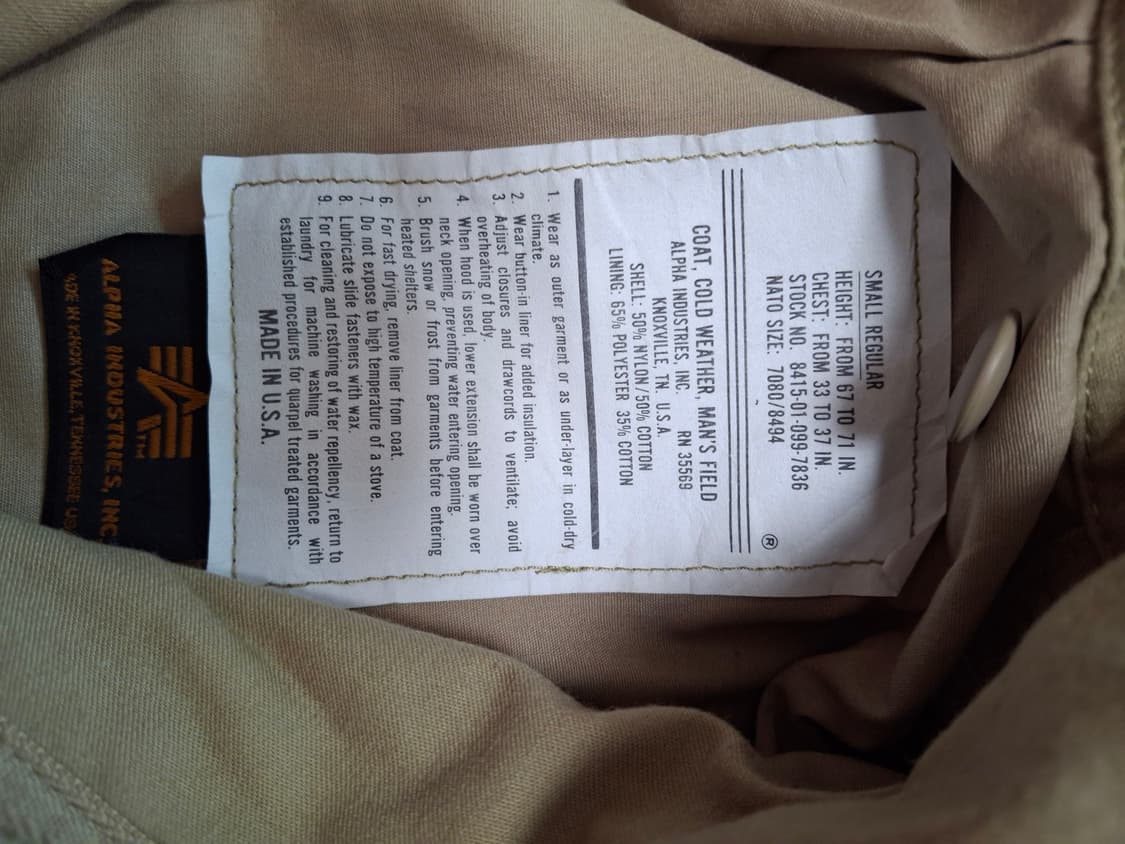 SMALL REGULAR
HEIGHT: FROM 67 TO 71 IN.
CHEST: FROM 33 TO 37 IN.
STOCK NO. 8415-01-099-7836
NATO SIZE: 7080/8494
®
COAT, COLD WEATHER, MAN'S FIELD
ALPHA INDUSTRIES, INC. RN 35569
KNOXVILLE, TN. U.S.A.
SHELL: 50% NYLON/50% COTTON
LINING: 65% POLYESTER 35% COTTON
1. Wear as outer garment or as under-layer in cold-dry
climate.
2. Wear button-in liner for added insulation.
3. Adjust closures and drawcords to ventilate; avoid
overheating of body.
4. When hood is used, lower extension shall be worn over
neck opening, preventing water entering opening.
5. Brush snow or frost from garments before entering
heated shelters.
6. For fast drying, remove liner from coat.
7. Do not expose to high temperature of a stove.
8. Lubricate slide fasteners with wax.
9. For cleaning and restoring of water repellency, return to
laundry for machine washing in accordance with
established procedures for quarpel treated garments.
MADE IN U.S.A.
TM
ALPHA INDUSTRIES, INC.
MADE IN KNOXVILLE, TENNESSEE US